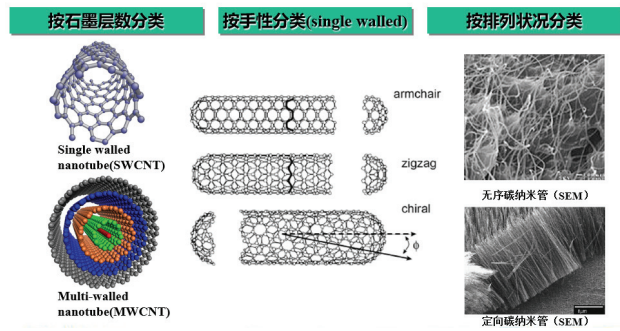 按石墨层数分类
按手性分类(single walled)
按排列状况分类
Single walled
nanotube(SWCNT)
Multi-walled
nanotube(MWCNT)
armchair
zigzag
chiral
ϕ
无序碳纳米管（SEM）
定向碳纳米管（SEM）